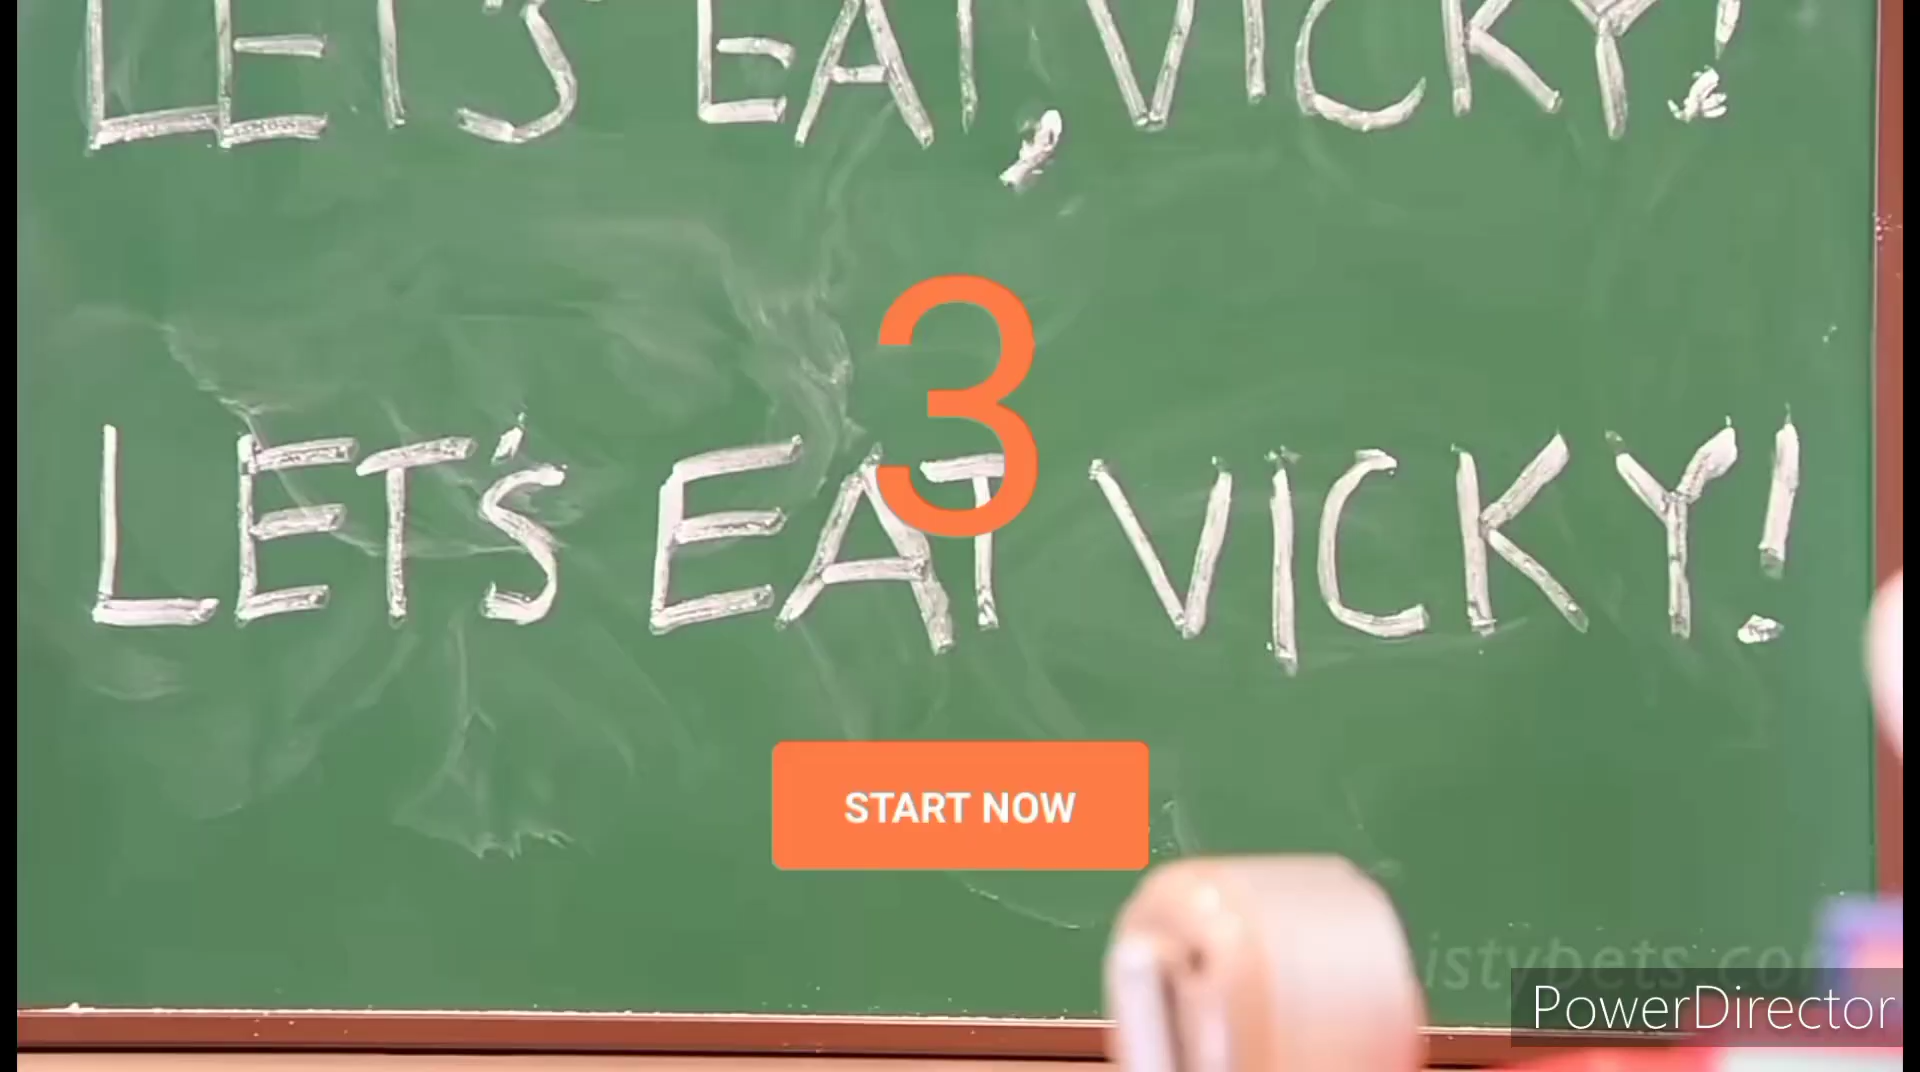 LET'S EAT, VICKY!
3
LET'S EAT VICKY!
START NOW
PowerDirector